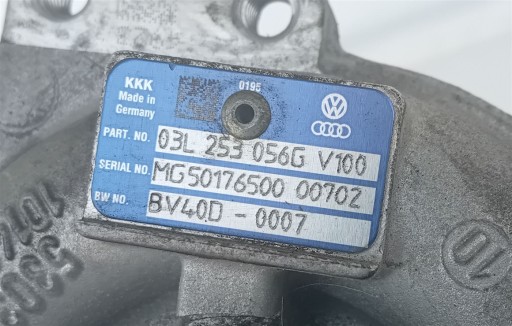 KKK
Made in
Germany
0195
PART. NO. 03L 253 056G V100
SERIAL NO. MG50176500 00702
BW NO. BV40D - 0007
10